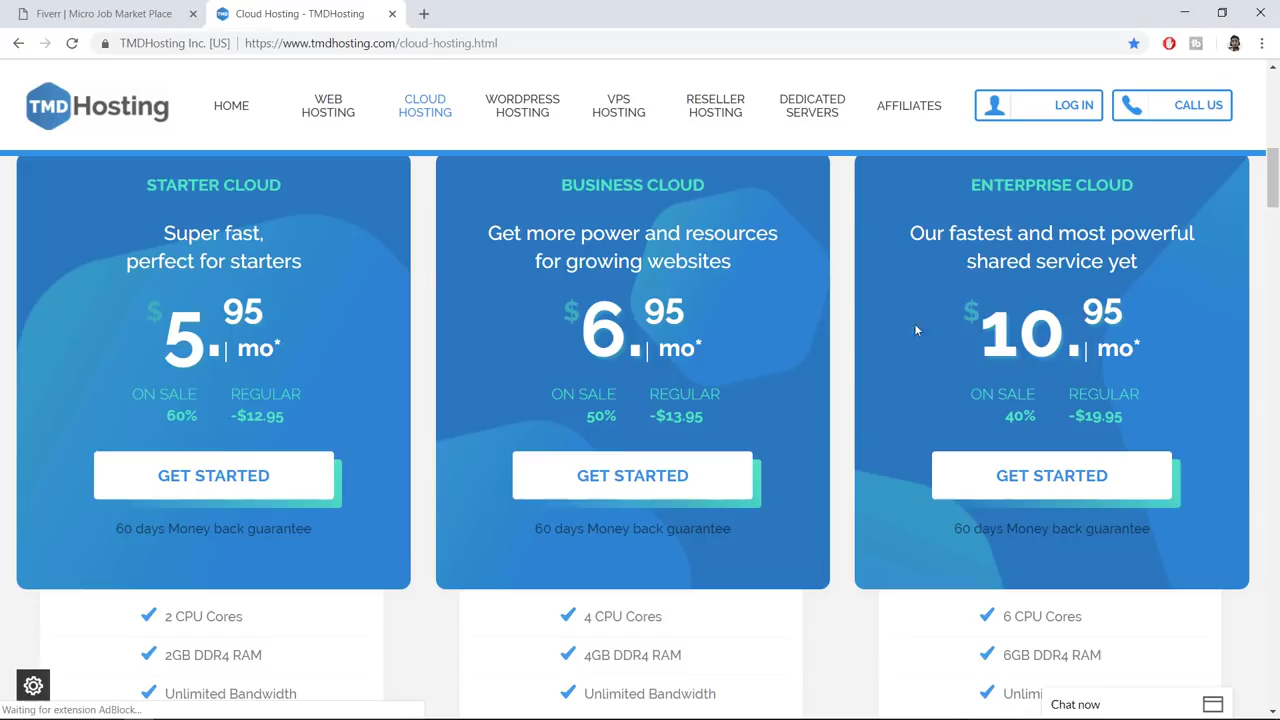 Fiverr | Micro Job Market Place
Cloud Hosting - TMDHosting
TMDHosting Inc. [US] | https://www.tmdhosting.com/cloud-hosting.html
TMD Hosting
HOME
WEB
HOSTING
CLOUD
HOSTING
WORDPRESS
HOSTING
VPS
HOSTING
RESELLER
HOSTING
DEDICATED
SERVERS
AFFILIATES
LOG IN
CALL US
STARTER CLOUD
Super fast,
perfect for starters
$5.95
| mo*
ON SALE REGULAR
60% -$12.95
GET STARTED
60 days Money back guarantee
2 CPU Cores
2GB DDR4 RAM
Unlimited Bandwidth
BUSINESS CLOUD
Get more power and resources
for growing websites
$6.95
| mo*
ON SALE REGULAR
50% -$13.95
GET STARTED
60 days Money back guarantee
4 CPU Cores
4GB DDR4 RAM
Unlimited Bandwidth
ENTERPRISE CLOUD
Our fastest and most powerful
shared service yet
$10.95
| mo*
ON SALE REGULAR
40% -$19.95
GET STARTED
60 days Money back guarantee
6 CPU Cores
6GB DDR4 RAM
Unlim
Chat now
Waiting for extension AdBlock...